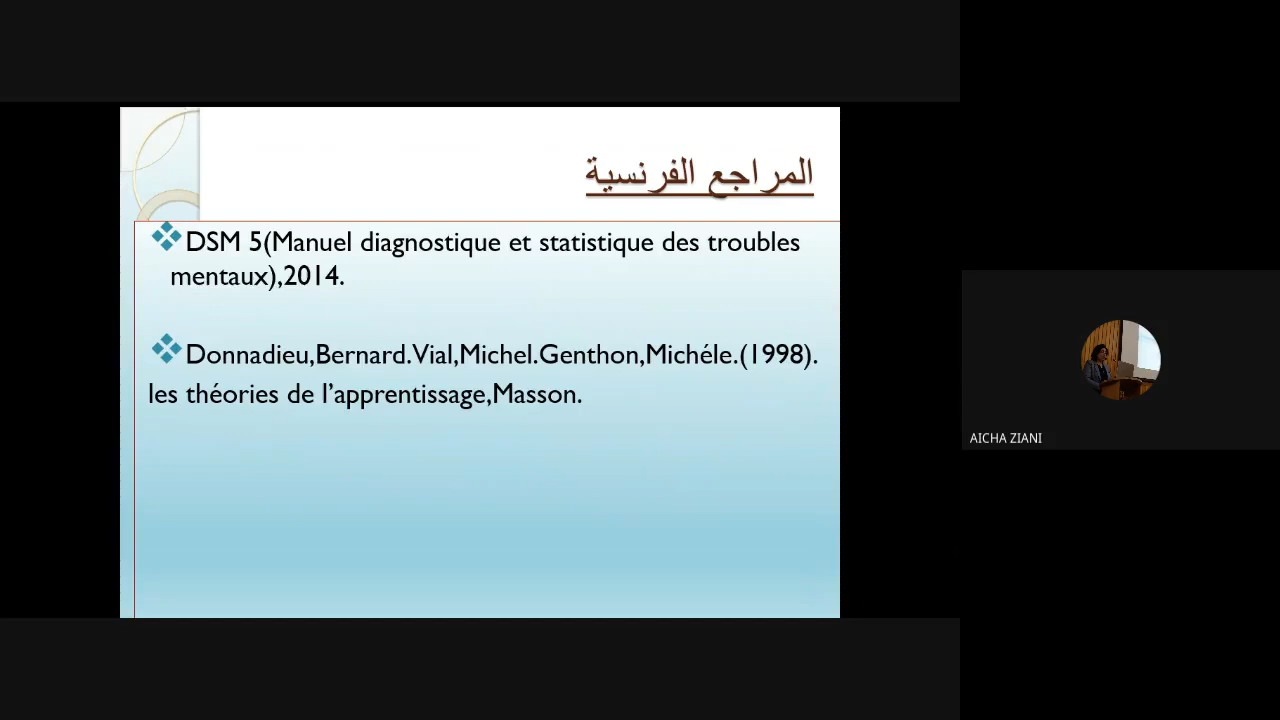 المراجع الفرنسية
DSM 5(Manuel diagnostique et statistique des troubles
mentaux),2014.
Donnadieu,Bernard.Vial,Michel.Genthon,Michéle.(1998).
les théories de l’apprentissage,Masson.
AICHA ZIANI